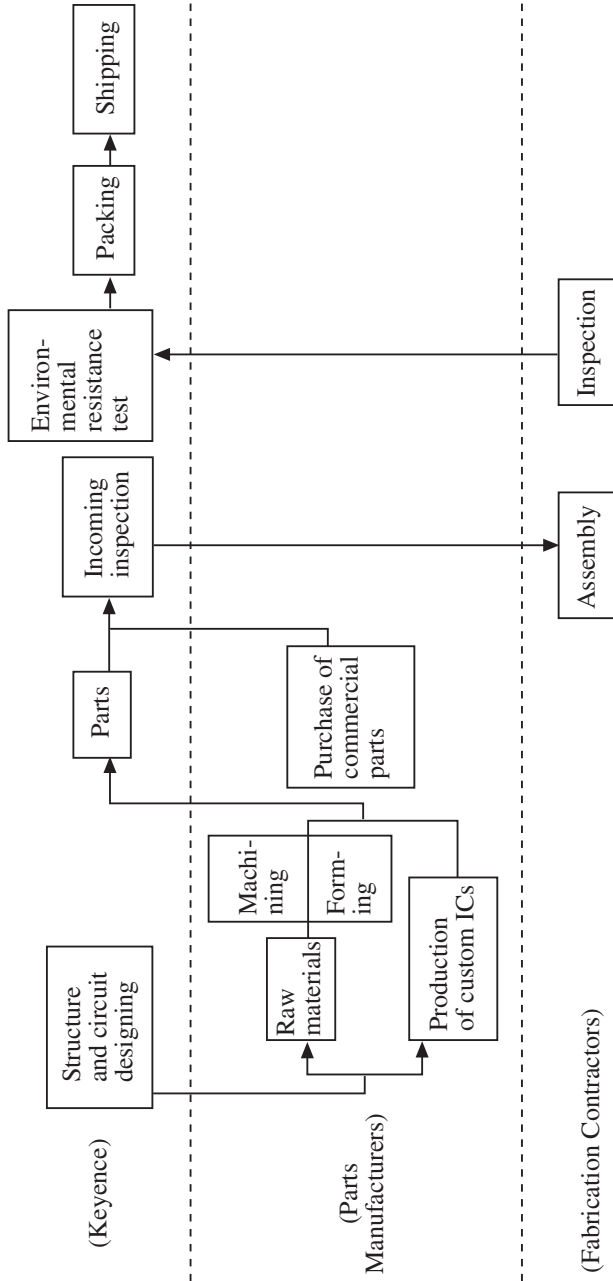 (Keyence)
Structure
and circuit
designing
Parts
Incoming
inspection
Environ-
mental
resistance
test
Packing
Shipping
(Parts
Manufacturers)
Raw
materials
Machi-
ning
Form-
ing
Production
of custom ICs
Purchase of
commercial
parts
(Fabrication Contractors)
Assembly
Inspection